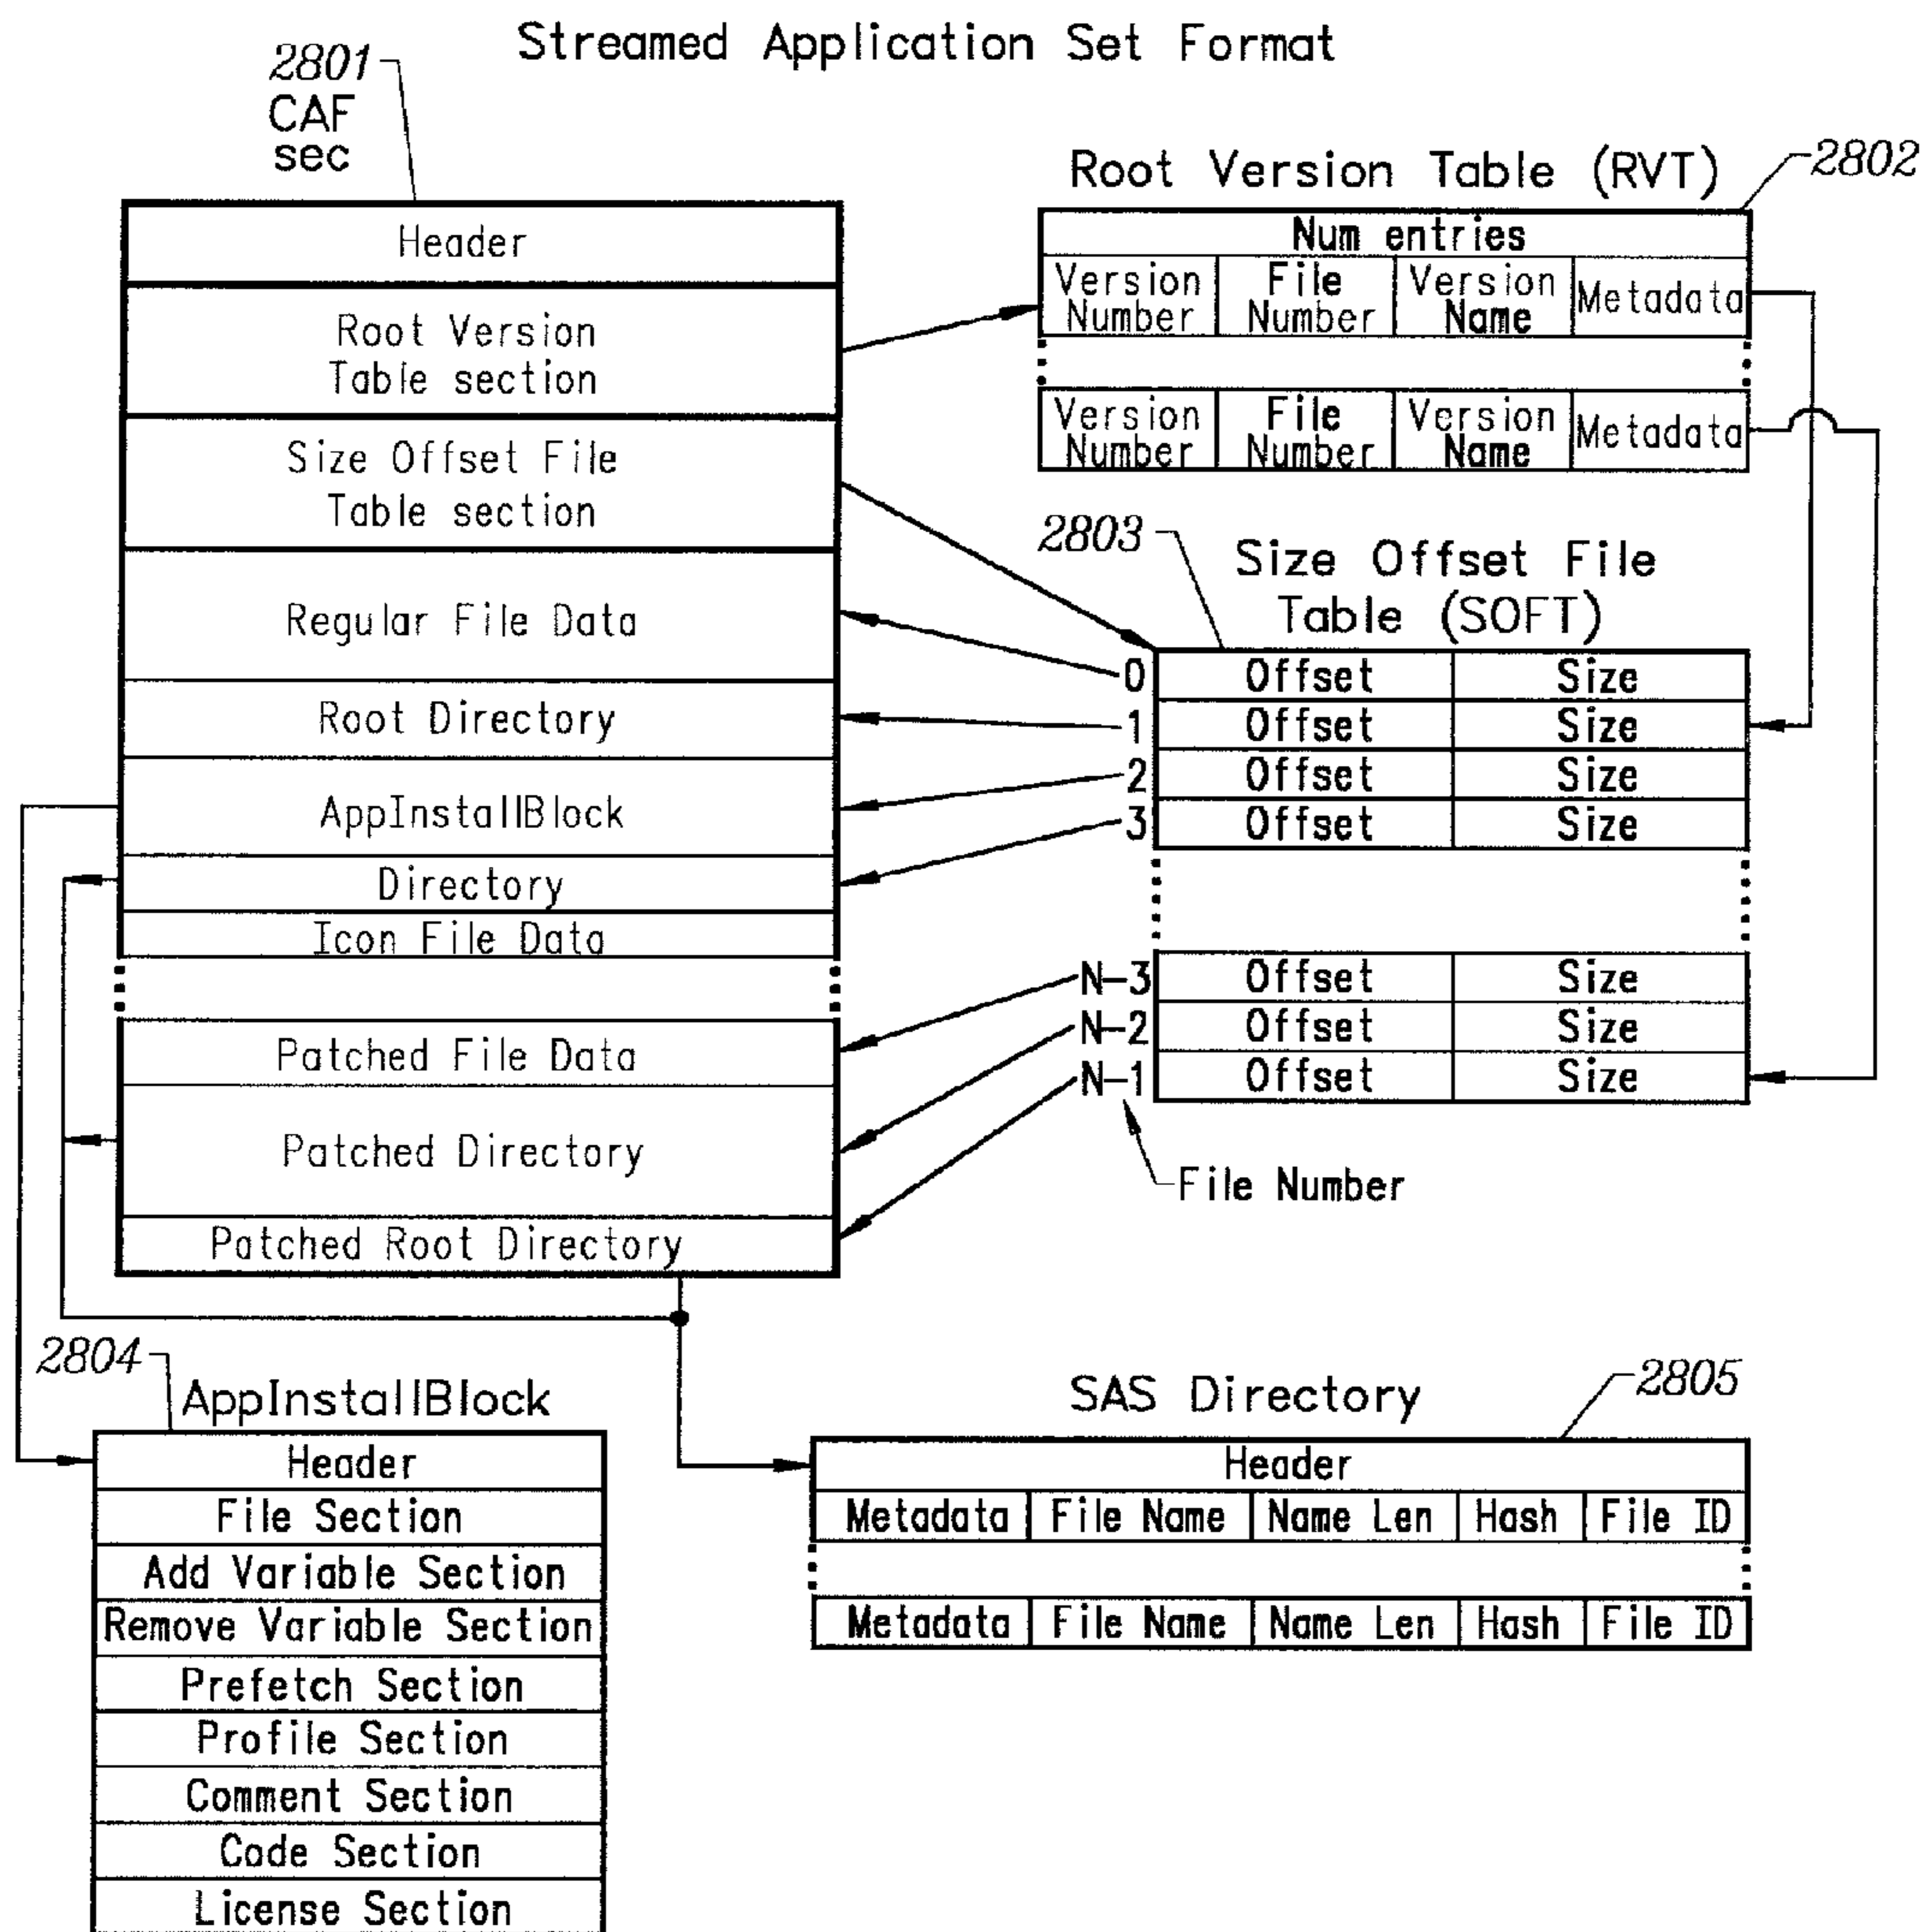 Streamed Application Set Format
2801
CAF
sec
Header
Root Version
Table section
Size Offset File
Table section
Regular File Data
Root Directory
AppInstallBlock
Directory
Icon File Data
Patched File Data
Patched Directory
Patched Root Directory
Root Version Table (RVT)
2802
Num entries
Version Number File Number Version Name Metadata
Version Number File Number Version Name Metadata
2803
Size Offset File
Table (SOFT)
0 Offset Size
1 Offset Size
2 Offset Size
3 Offset Size
N-3 Offset Size
N-2 Offset Size
N-1 Offset Size
File Number
2804
AppInstallBlock
Header
File Section
Add Variable Section
Remove Variable Section
Prefetch Section
Profile Section
Comment Section
Code Section
License Section
SAS Directory
2805
Header
Metadata File Name Name Len Hash File ID
Metadata File Name Name Len Hash File ID